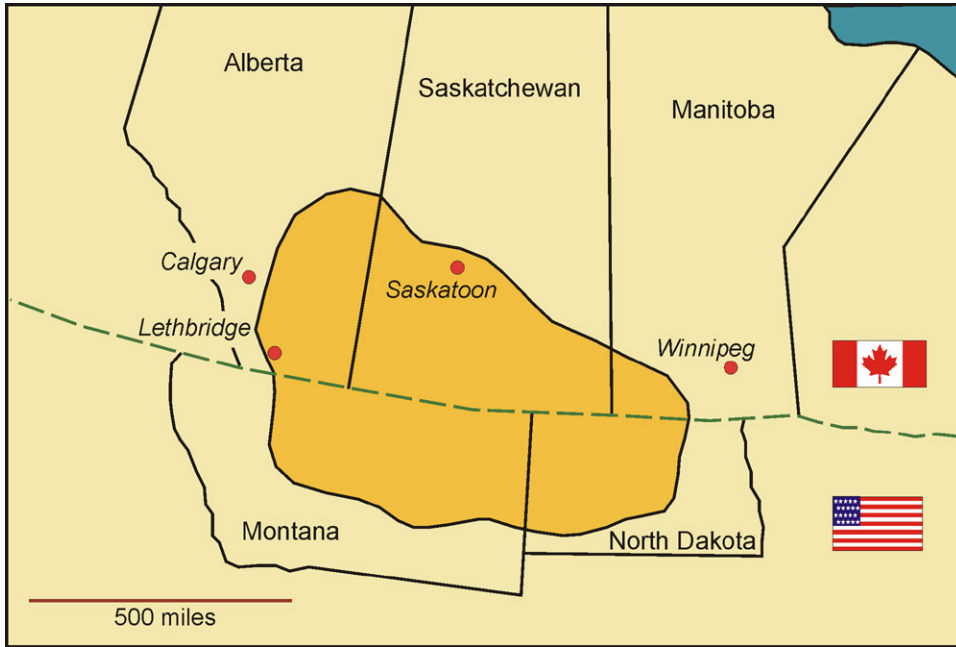 Alberta
Saskatchewan
Manitoba
Calgary
Saskatoon
Lethbridge
Winnipeg
Montana
North Dakota
500 miles